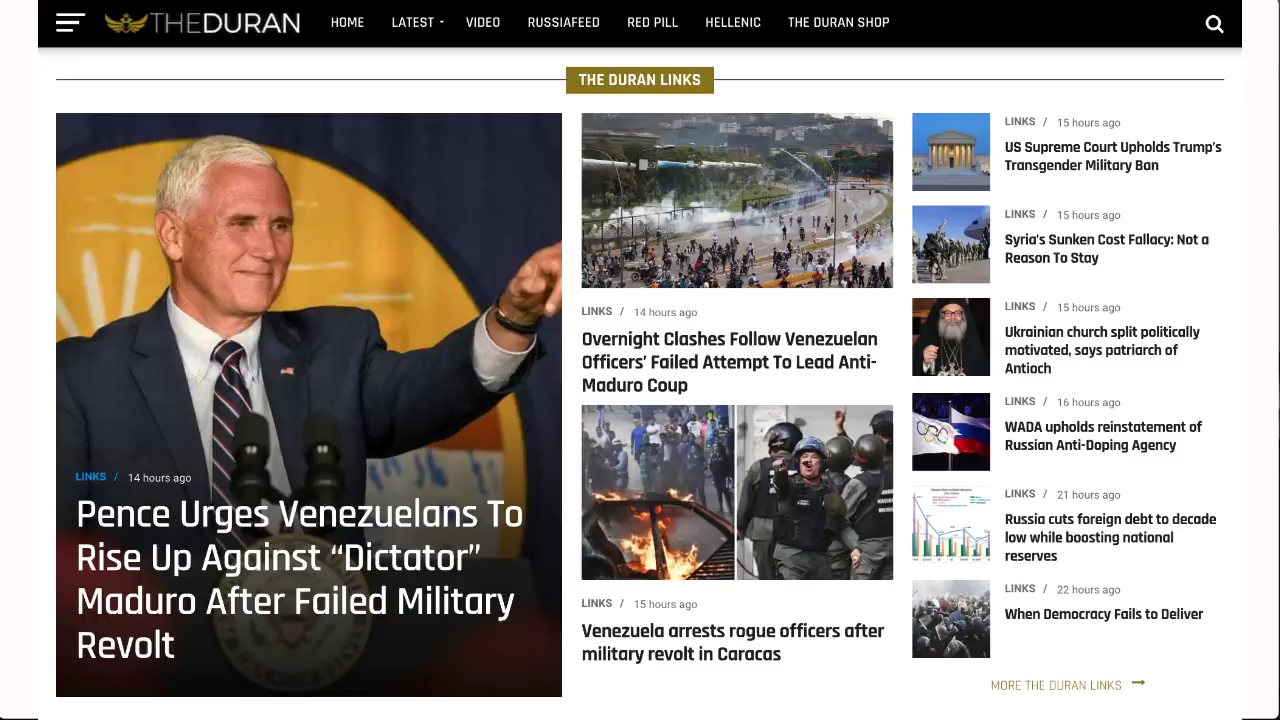 THEDURAN
HOME
LATEST
VIDEO
RUSSIAFEED
RED PILL
HELLENIC
THE DURAN SHOP
THE DURAN LINKS
LINKS / 14 hours ago
Pence Urges Venezuelans To
Rise Up Against “Dictator”
Maduro After Failed Military
Revolt
LINKS / 14 hours ago
Overnight Clashes Follow Venezuelan
Officers’ Failed Attempt To Lead Anti-
Maduro Coup
LINKS / 15 hours ago
Venezuela arrests rogue officers after
military revolt in Caracas
LINKS / 15 hours ago
US Supreme Court Upholds Trump’s
Transgender Military Ban
LINKS / 15 hours ago
Syria’s Sunken Cost Fallacy: Not a
Reason To Stay
LINKS / 15 hours ago
Ukrainian church split politically
motivated, says patriarch of
Antioch
LINKS / 16 hours ago
WADA upholds reinstatement of
Russian Anti-Doping Agency
LINKS / 21 hours ago
Russia cuts foreign debt to decade
low while boosting national
reserves
LINKS / 22 hours ago
When Democracy Fails to Deliver
MORE THE DURAN LINKS